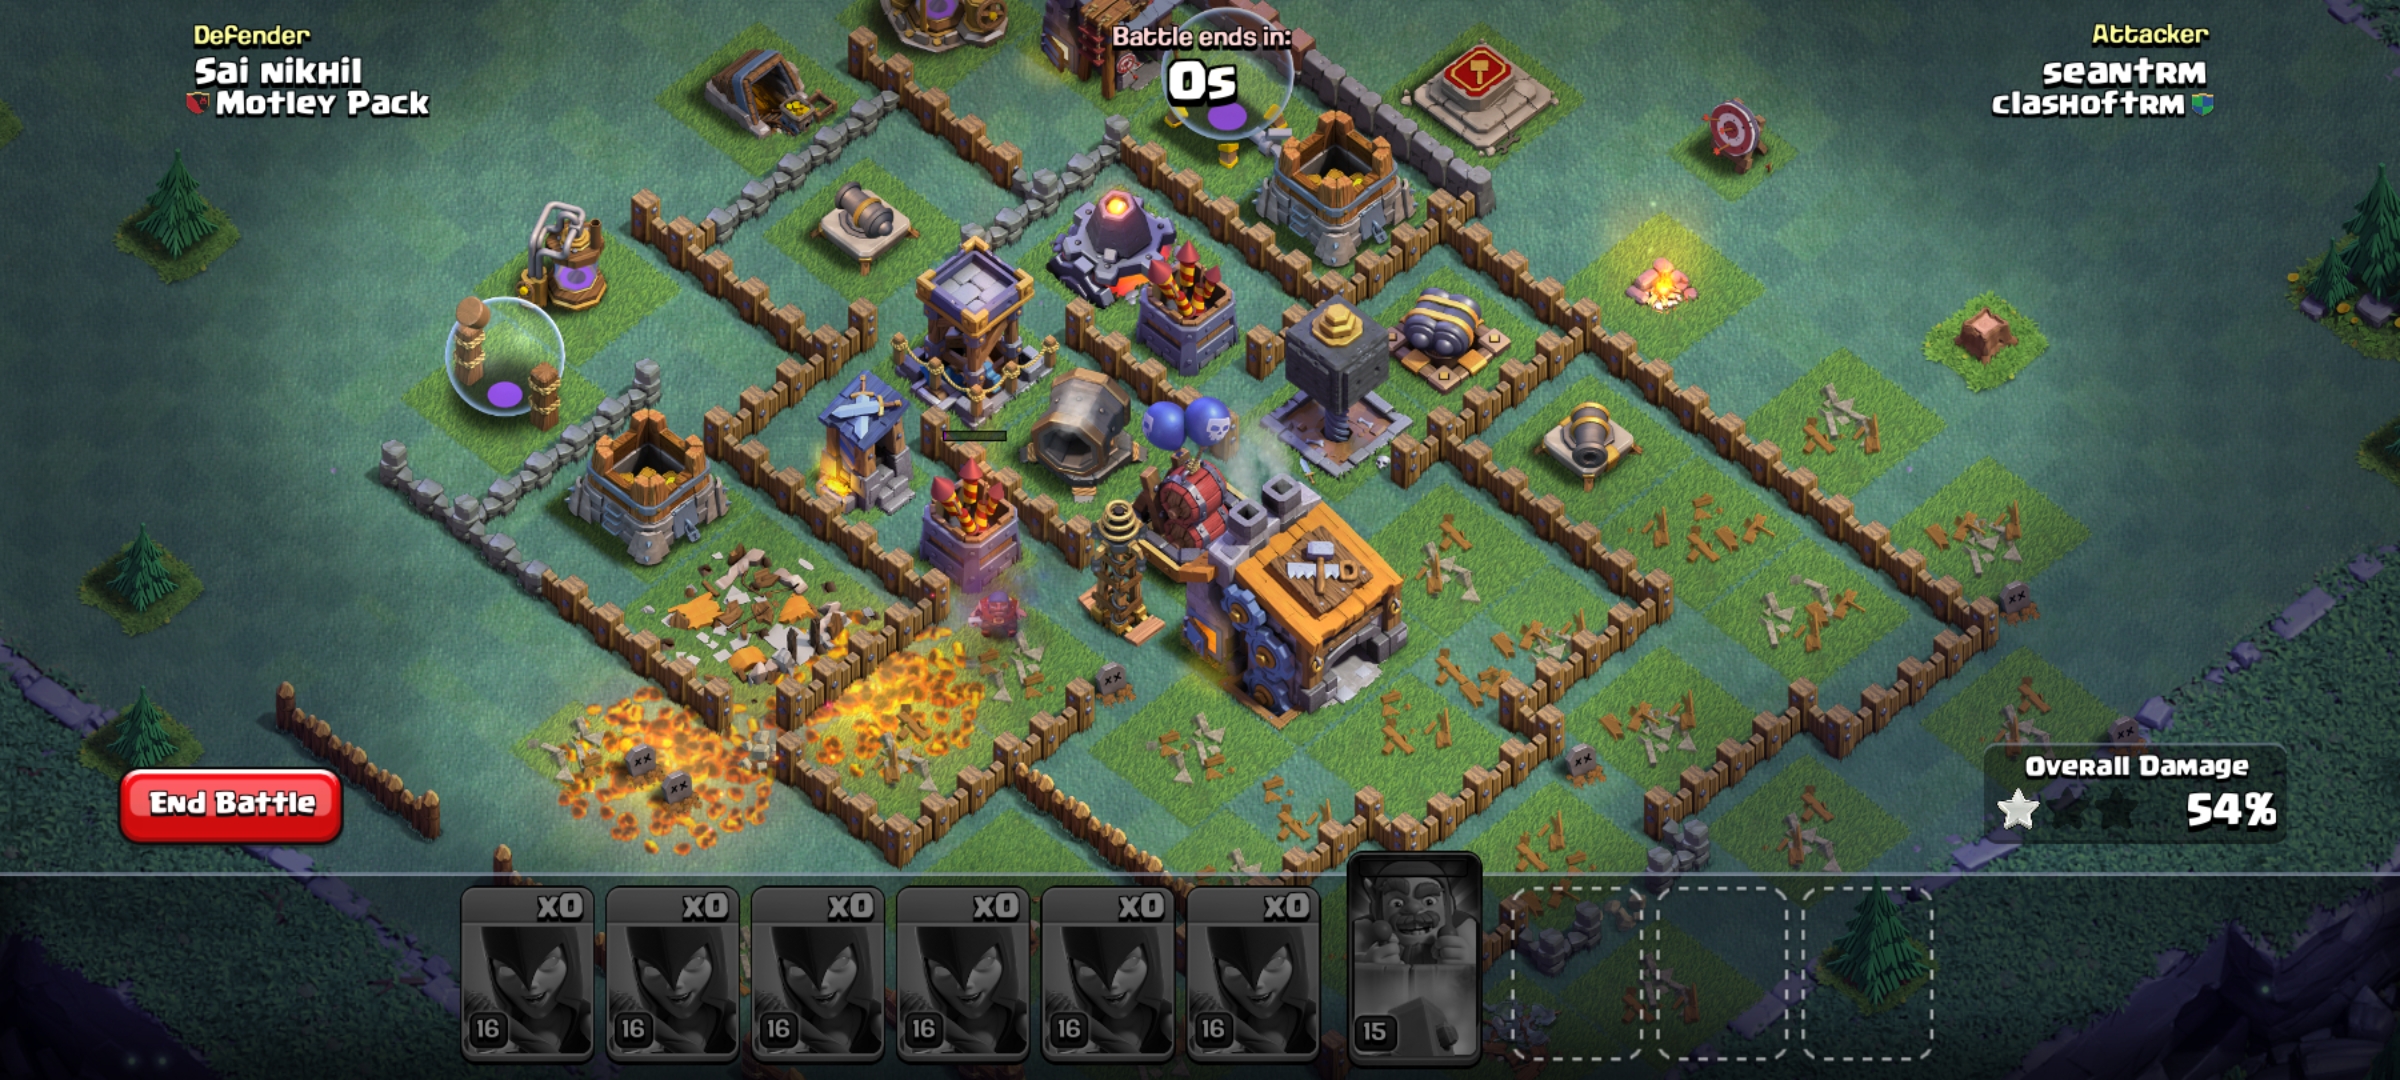 Defender
Sai Nikhil
Motley Pack
Battle ends in:
0s
Attacker
seantrm
clashoftrm
End Battle
Overall Damage
54%
x0
x0
x0
x0
x0
x0
16
16
16
16
16
16
15